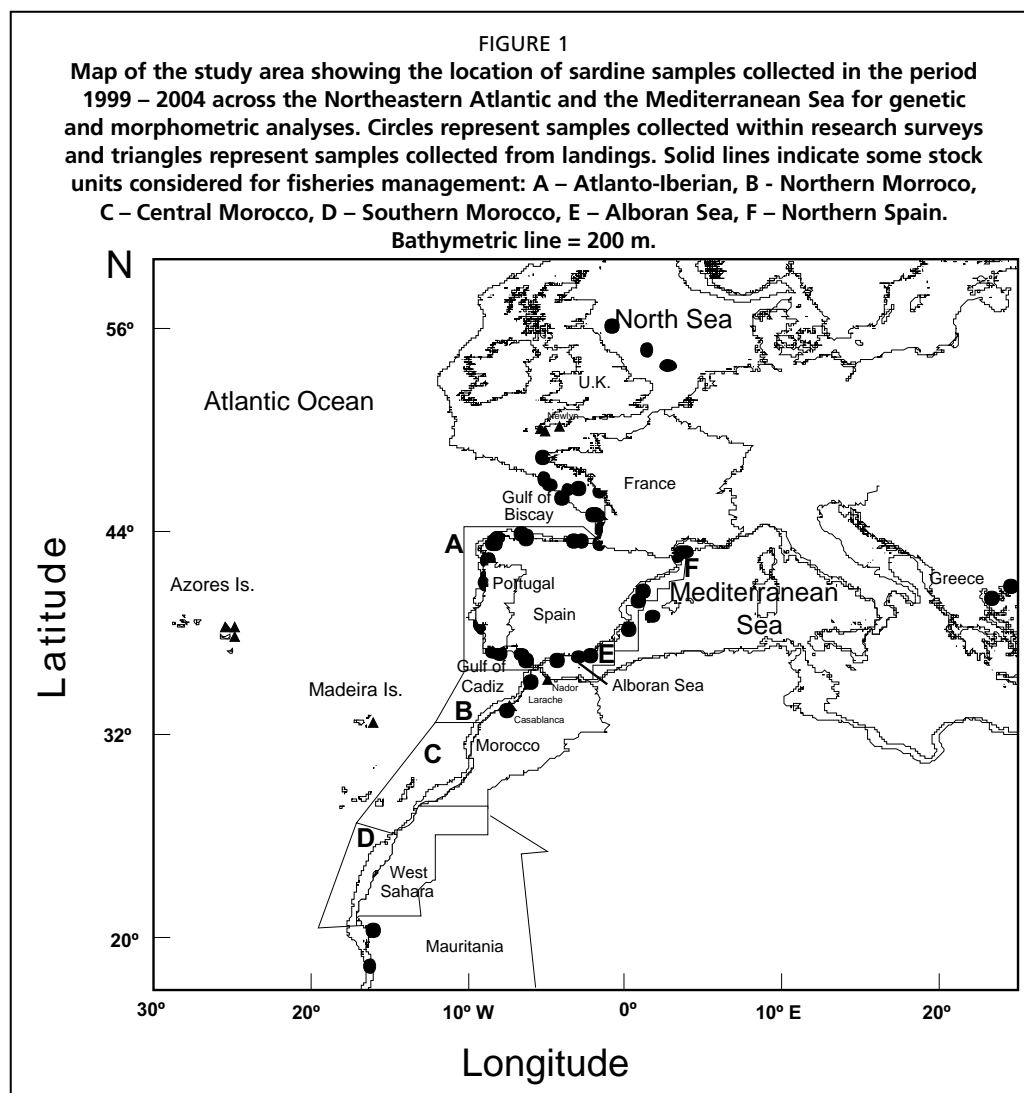 FIGURE 1
Map of the study area showing the location of sardine samples collected in the period
1999 – 2004 across the Northeastern Atlantic and the Mediterranean Sea for genetic
and morphometric analyses. Circles represent samples collected within research surveys
and triangles represent samples collected from landings. Solid lines indicate some stock
units considered for fisheries management: A – Atlanto-Iberian, B - Northern Morroco,
C – Central Morocco, D – Southern Morocco, E – Alboran Sea, F – Northern Spain.
Bathymetric line = 200 m.
N
56º
North Sea
U.K.
Atlantic Ocean
Newlyn
France
Gulf of
Biscay
44º
A
F
Portugal
Azores Is.
Greece
Mediterranean
Sea
Spain
E
Gulf of
Cadiz
Alboran Sea
Nador
Madeira Is.
Larache
B
Casablanca
32º
C
Morocco
D
West
Sahara
20º
Mauritania
30º
20º
10º W
0º
10º E
20º
Latitude
Longitude